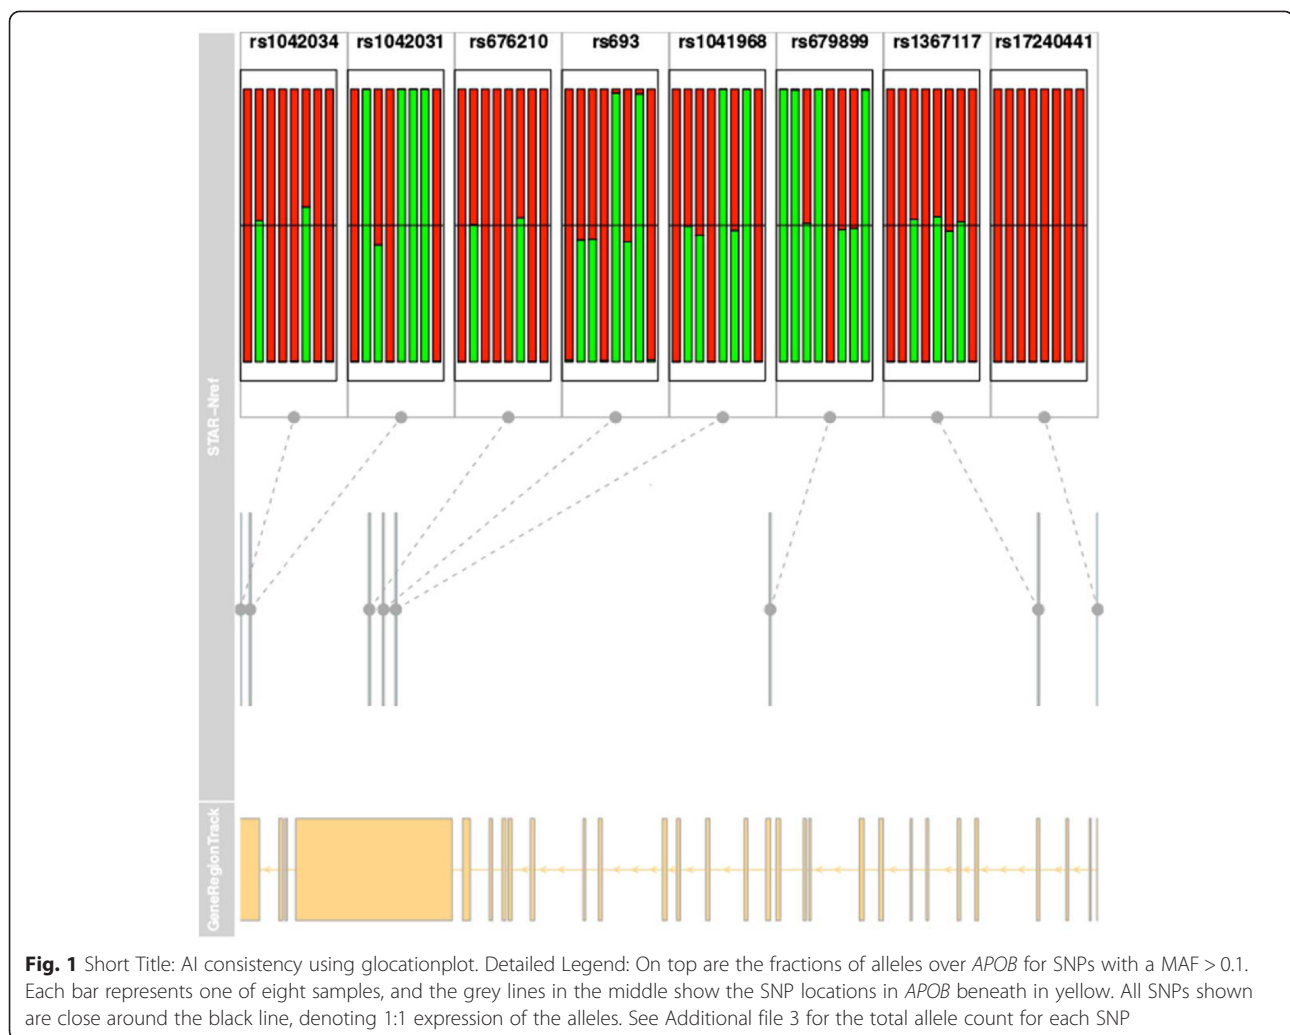 rs1042034 rs1042031 rs676210 rs693 rs1041968 rs679899 rs1367117 rs17240441
STAR-Nref
GeneRegionTrack
Fig. 1 Short Title: AI consistency using glocationplot. Detailed Legend: On top are the fractions of alleles over APOB for SNPs with a MAF > 0.1.
Each bar represents one of eight samples, and the grey lines in the middle show the SNP locations in APOB beneath in yellow. All SNPs shown
are close around the black line, denoting 1:1 expression of the alleles. See Additional file 3 for the total allele count for each SNP